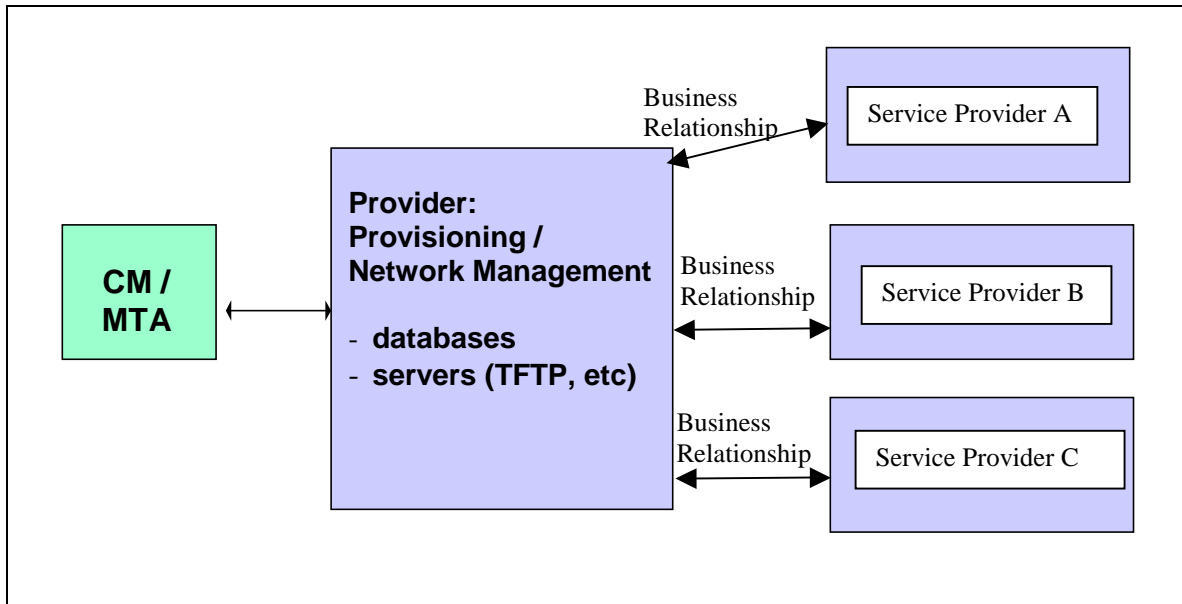 CM /
MTA
Provider:
Provisioning /
Network Management
- databases
- servers (TFTP, etc)
Business
Relationship
Service Provider A
Business
Relationship
Service Provider B
Business
Relationship
Service Provider C